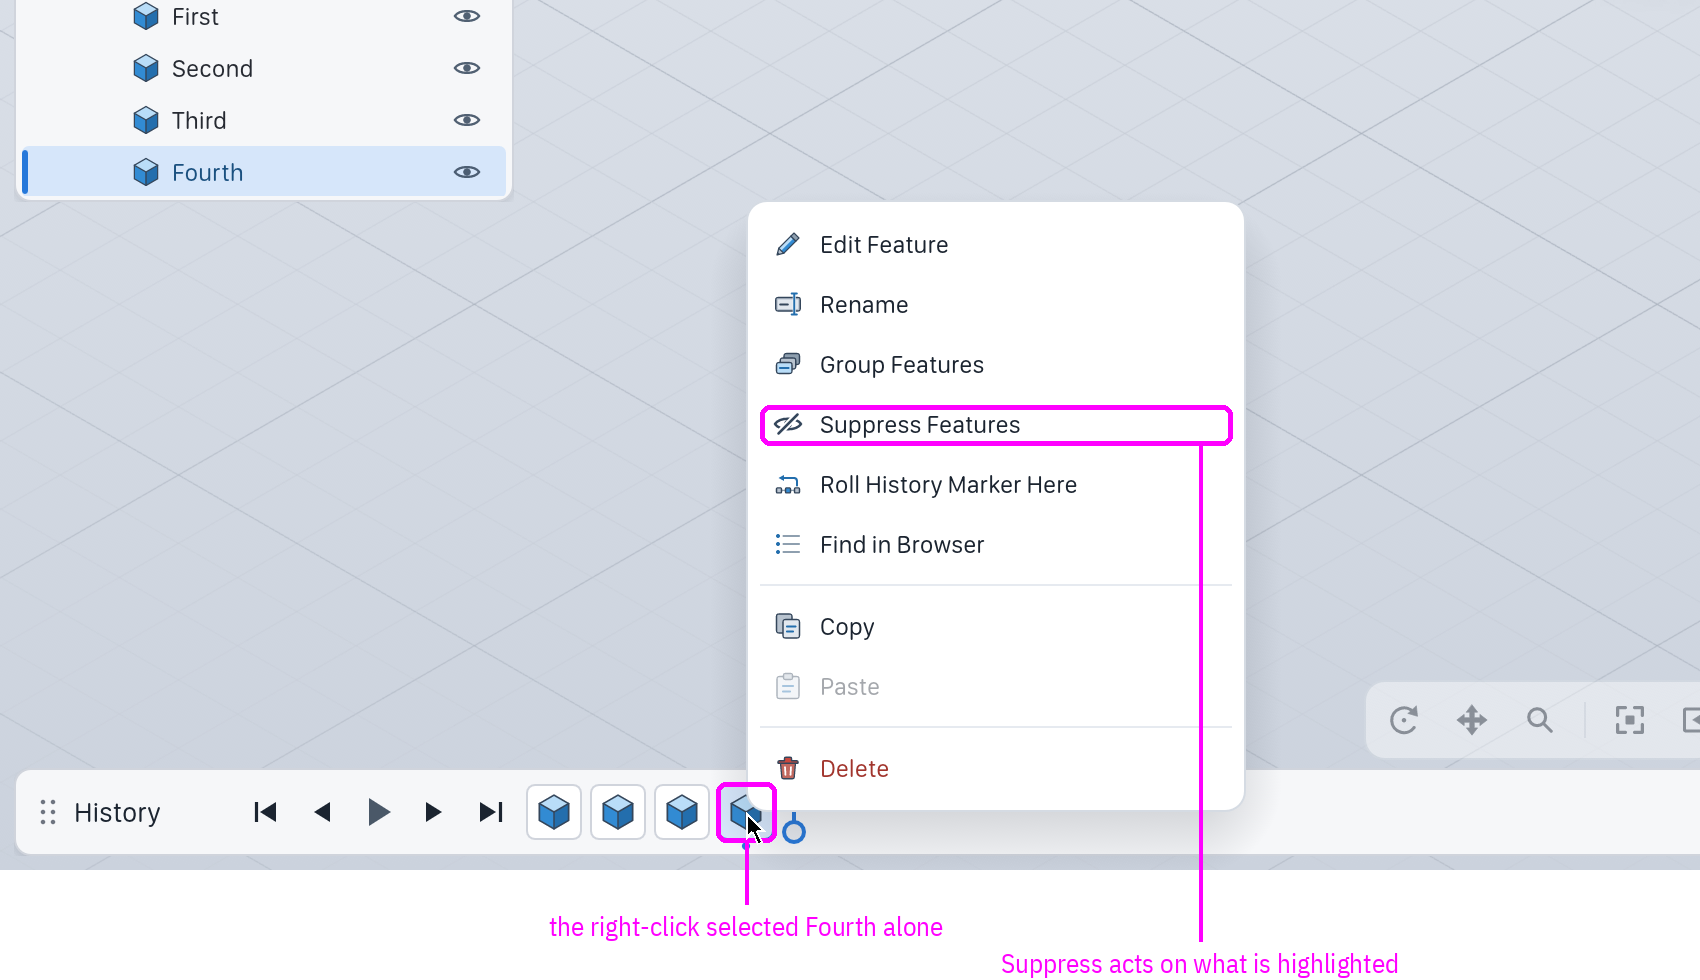 First
Second
Third
Fourth
Edit Feature
Rename
Group Features
Suppress Features
Roll History Marker Here
Find in Browser
Copy
Paste
Delete
History
the right-click selected Fourth alone
Suppress acts on what is highlighted